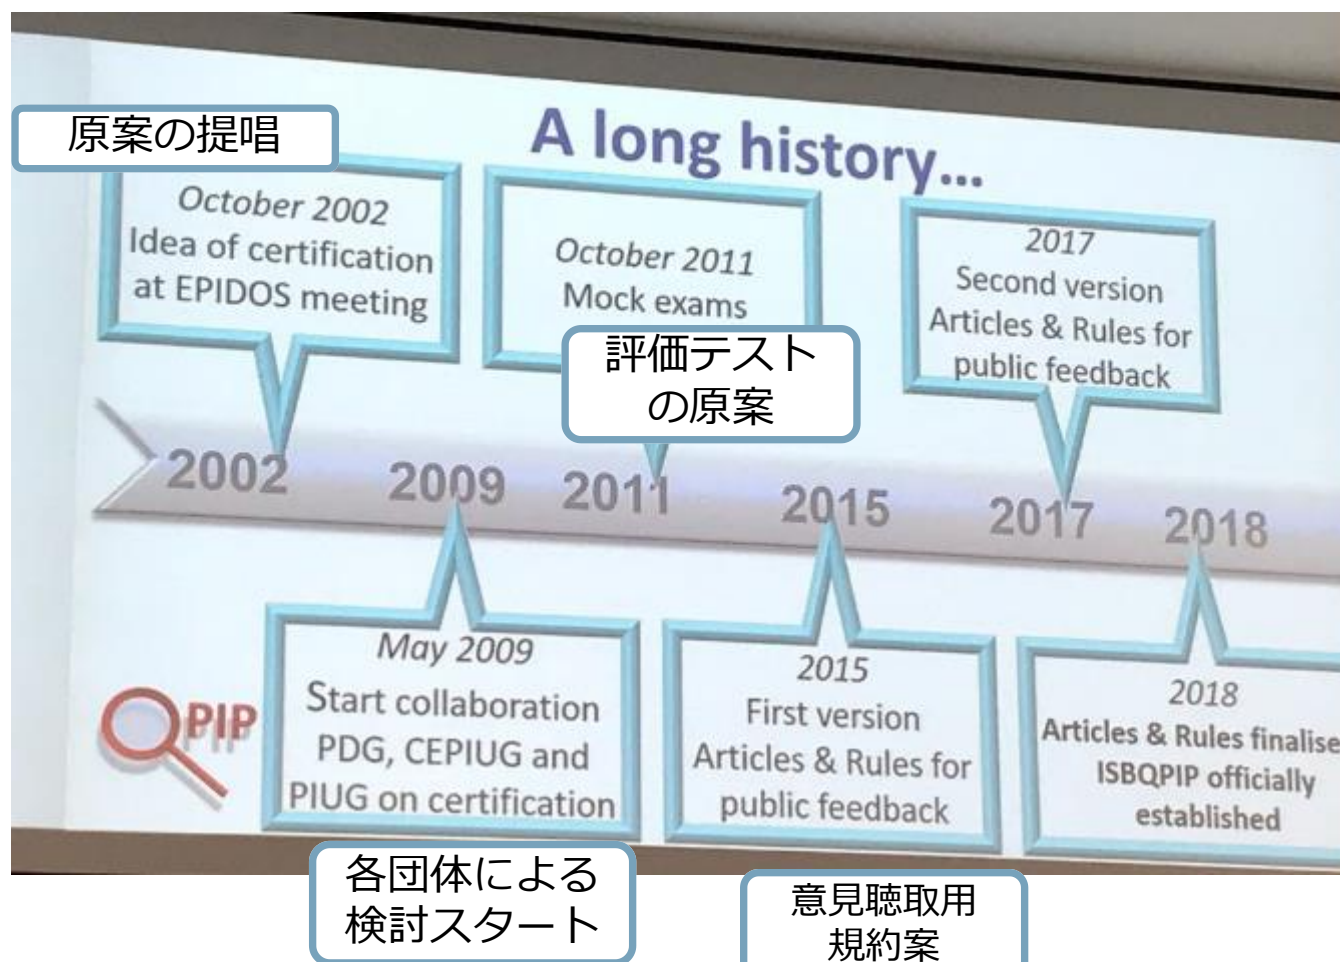 原案の提唱
A long history...
October 2002
Idea of certification
at EPIDOS meeting
October 2011
Mock exams
評価テスト
の原案
2017
Second version
Articles & Rules for
public feedback
2002
2009
2011
2015
2017
2018
QPIP
May 2009
Start collaboration
PDG, CEPIUG and
PIUG on certification
2015
First version
Articles & Rules for
public feedback
2018
Articles & Rules finalise
ISBQPIP officially
established
各団体による
検討スタート
意見聴取用
規約案